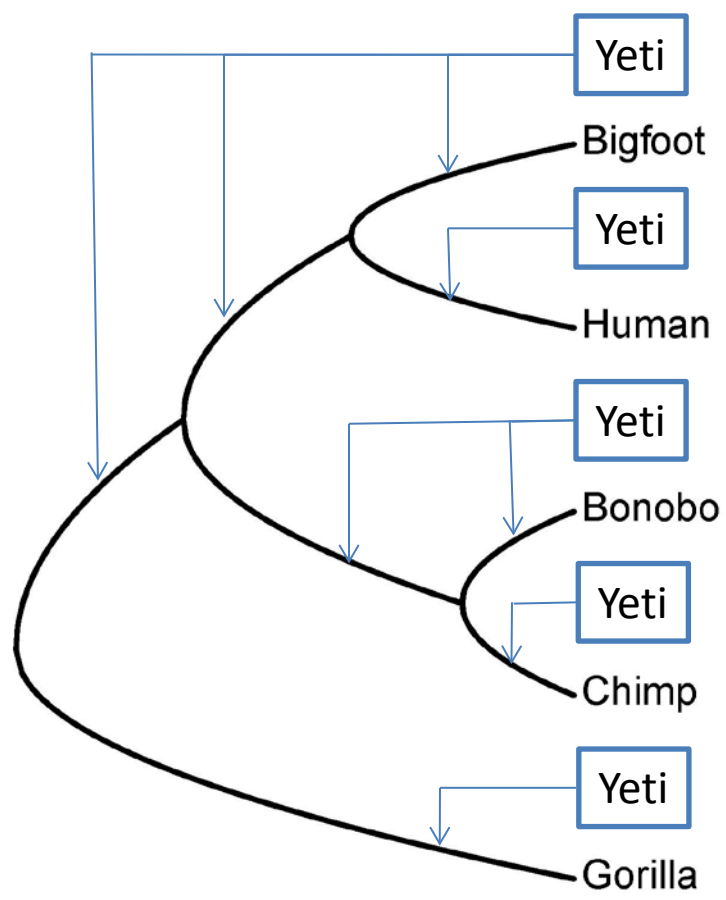 Yeti
Bigfoot
Yeti
Human
Yeti
Bonobo
Yeti
Chimp
Yeti
Gorilla